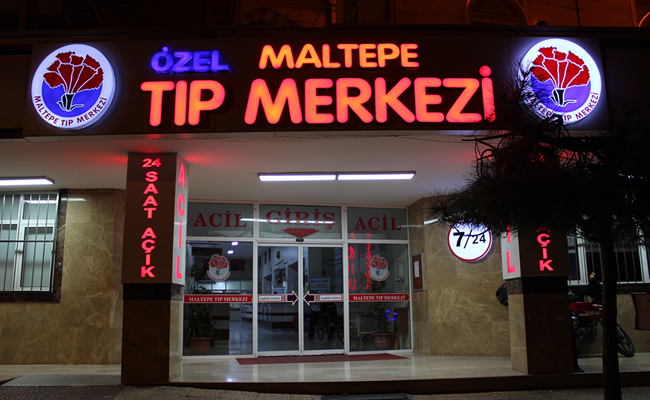 ÖZEL MALTEPE
TIP MERKEZİ
MALTEPE TIP MERKEZİ
MALTEPE TIP MERKEZİ
24
SAAT
AÇIK
ACİL
ACİL GİRİŞ ACİL
7/24
AÇIK
MALTEPE TIP MERKEZİ
MALTEPE TIP MERKEZİ